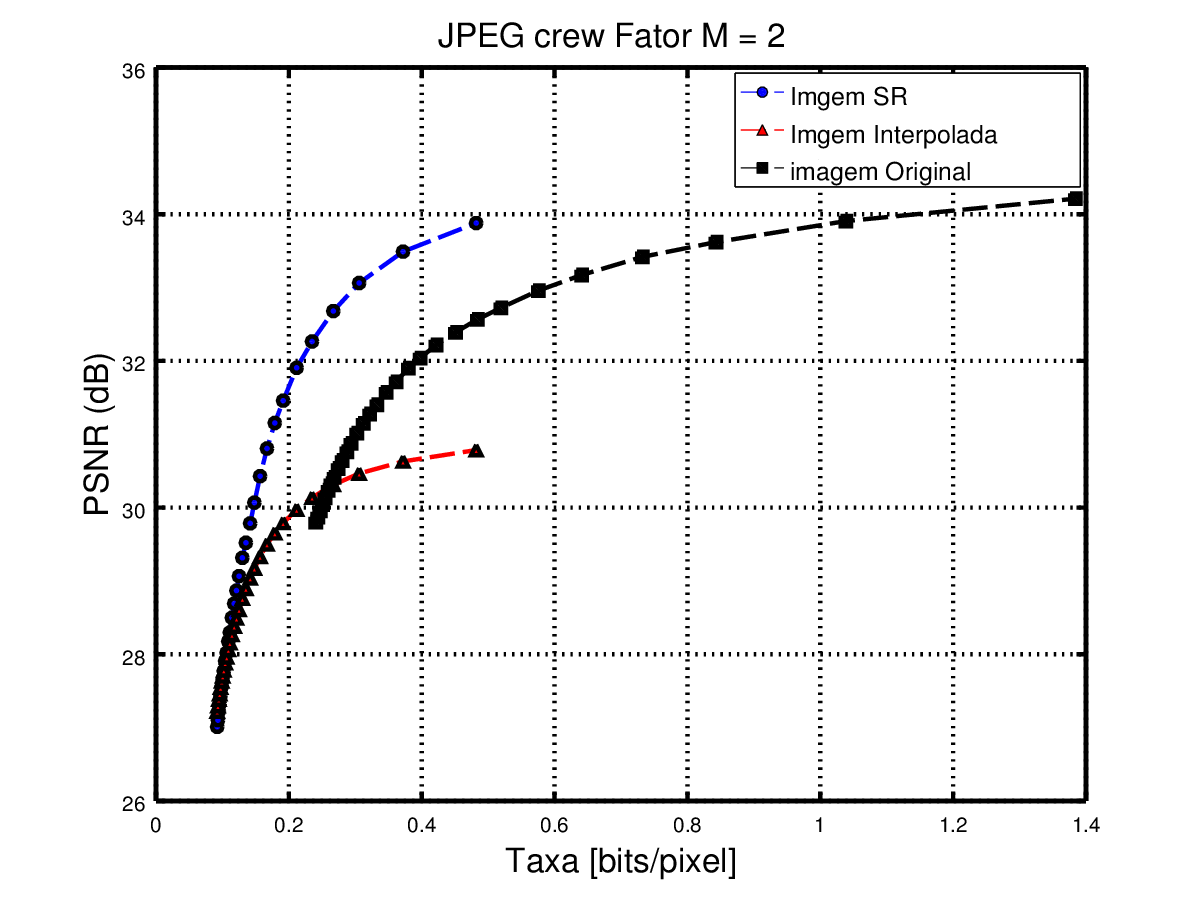 JPEG crew Fator M = 2
Imgem SR
Imgem Interpolada
imagem Original
PSNR (dB)
36
34
32
30
28
26
0 0.2 0.4 0.6 0.8 1 1.2 1.4
Taxa [bits/pixel]